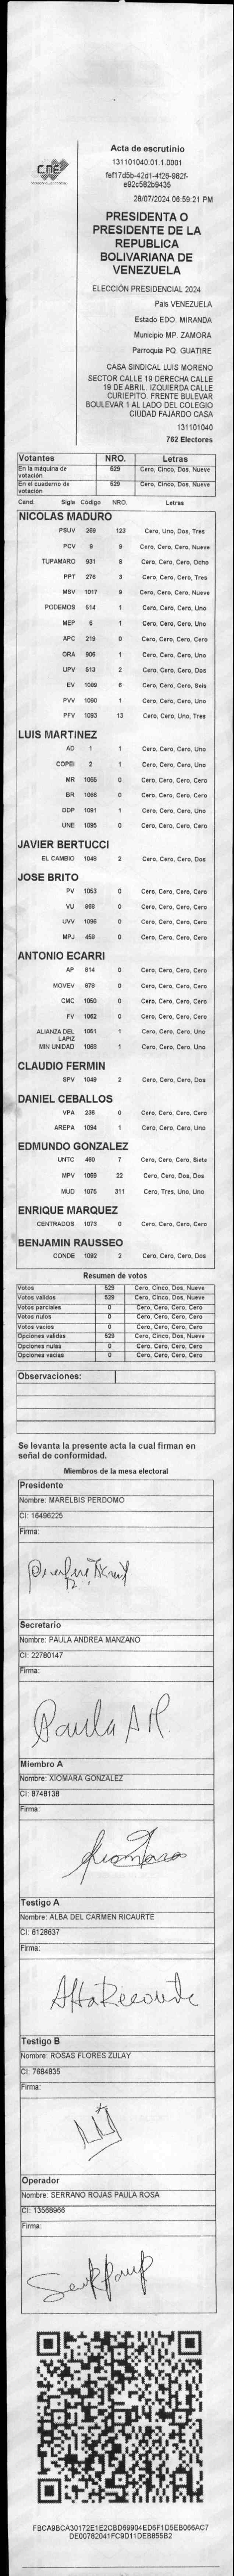 CNE
Acta de escrutinio
131101040.01.1.0001
fef17d5b-42d1-4f26-982f-
e92c582b9435
28/07/2024 06:59:21 PM
PRESIDENTA O
PRESIDENTE DE LA
REPUBLICA
BOLIVARIANA DE
VENEZUELA
ELECCIÓN PRESIDENCIAL 2024
Pais VENEZUELA
Estado EDO. MIRANDA
Municipio MP. ZAMORA
Parroquia PQ. GUATIRE
CASA SINDICAL LUIS MORENO
SECTOR CALLE 19 DERECHA CALLE
19 DE ABRIL. IZQUIERDA CALLE
CURIEPITO. FRENTE BULEVAR
BOULEVAR 1 AL LADO DEL COLEGIO
CIUDAD FAJARDO CASA
131101040
762 Electores
Votantes NRO. Letras
En la máquina de votación 529 Cero, Cinco, Dos, Nueve
En el cuaderno de votación 529 Cero, Cinco, Dos, Nueve
Cand. Sigla Código NRO. Letras
NICOLAS MADURO
PSUV 269 123 Cero, Uno, Dos, Tres
PCV 9 9 Cero, Cero, Cero, Nueve
TUPAMARO 931 8 Cero, Cero, Cero, Ocho
PPT 276 3 Cero, Cero, Cero, Tres
MSV 1017 9 Cero, Cero, Cero, Nueve
PODEMOS 514 1 Cero, Cero, Cero, Uno
MEP 6 1 Cero, Cero, Cero, Uno
APC 219 0 Cero, Cero, Cero, Cero
ORA 906 1 Cero, Cero, Cero, Uno
UPV 513 2 Cero, Cero, Cero, Dos
EV 1089 6 Cero, Cero, Cero, Seis
PVV 1090 1 Cero, Cero, Cero, Uno
PFV 1093 13 Cero, Cero, Uno, Tres
LUIS MARTINEZ
AD 1 1 Cero, Cero, Cero, Uno
COPEI 2 1 Cero, Cero, Cero, Uno
MR 1065 0 Cero, Cero, Cero, Cero
BR 1066 0 Cero, Cero, Cero, Cero
DDP 1091 1 Cero, Cero, Cero, Uno
UNE 1095 0 Cero, Cero, Cero, Cero
JAVIER BERTUCCI
EL CAMBIO 1049 2 Cero, Cero, Cero, Dos
JOSE BRITO
PV 1053 0 Cero, Cero, Cero, Cero
VU 868 0 Cero, Cero, Cero, Cero
UVV 1096 0 Cero, Cero, Cero, Cero
MPJ 458 0 Cero, Cero, Cero, Cero
ANTONIO ECARRI
AP 814 0 Cero, Cero, Cero, Cero
MOVEV 878 0 Cero, Cero, Cero, Cero
CMC 1050 0 Cero, Cero, Cero, Cero
FV 1062 0 Cero, Cero, Cero, Cero
ALIANZA DEL LAPIZ 1051 1 Cero, Cero, Cero, Uno
MIN UNIDAD 1069 1 Cero, Cero, Cero, Uno
CLAUDIO FERMIN
SPV 1048 2 Cero, Cero, Cero, Dos
DANIEL CEBALLOS
VPA 236 0 Cero, Cero, Cero, Cero
AREPA 1094 1 Cero, Cero, Cero, Uno
EDMUNDO GONZALEZ
UNTC 460 7 Cero, Cero, Cero, Siete
MPV 1069 22 Cero, Cero, Dos, Dos
MUD 1075 311 Cero, Tres, Uno, Uno
ENRIQUE MARQUEZ
CENTRADOS 1073 0 Cero, Cero, Cero, Cero
BENJAMIN RAUSSEO
CONDE 1092 2 Cero, Cero, Cero, Dos
Resumen de votos
Votos 529 Cero, Cinco, Dos, Nueve
Votos validos 529 Cero, Cinco, Dos, Nueve
Votos parciales 0 Cero, Cero, Cero, Cero
Votos nulos 0 Cero, Cero, Cero, Cero
Votos vacios 0 Cero, Cero, Cero, Cero
Opciones validas 529 Cero, Cinco, Dos, Nueve
Opciones nulas 0 Cero, Cero, Cero, Cero
Opciones vacias 0 Cero, Cero, Cero, Cero
Observaciones:
Se levanta la presente acta la cual firman en
señal de conformidad.
Miembros de la mesa electoral
Presidente
Nombre: MARELBIS PERDOMO
CI: 16496225
Firma:
Secretario
Nombre: PAULA ANDREA MANZANO
CI: 22780147
Firma:
Paula A M.
Miembro A
Nombre: XIOMARA GONZALEZ
CI: 8748138
Firma:
Testigo A
Nombre: ALBA DEL CARMEN RICAURTE
CI: 6128637
Firma:
Testigo B
Nombre: ROSAS FLORES ZULAY
CI: 7684835
Firma:
Operador
Nombre: SERRANO ROJAS PAULA ROSA
CI: 13568966
Firma:
FBCA9BCA30172E1E2CBD69904ED6F1D5EB066AC7
DE00782041FC9D11DEB855B2